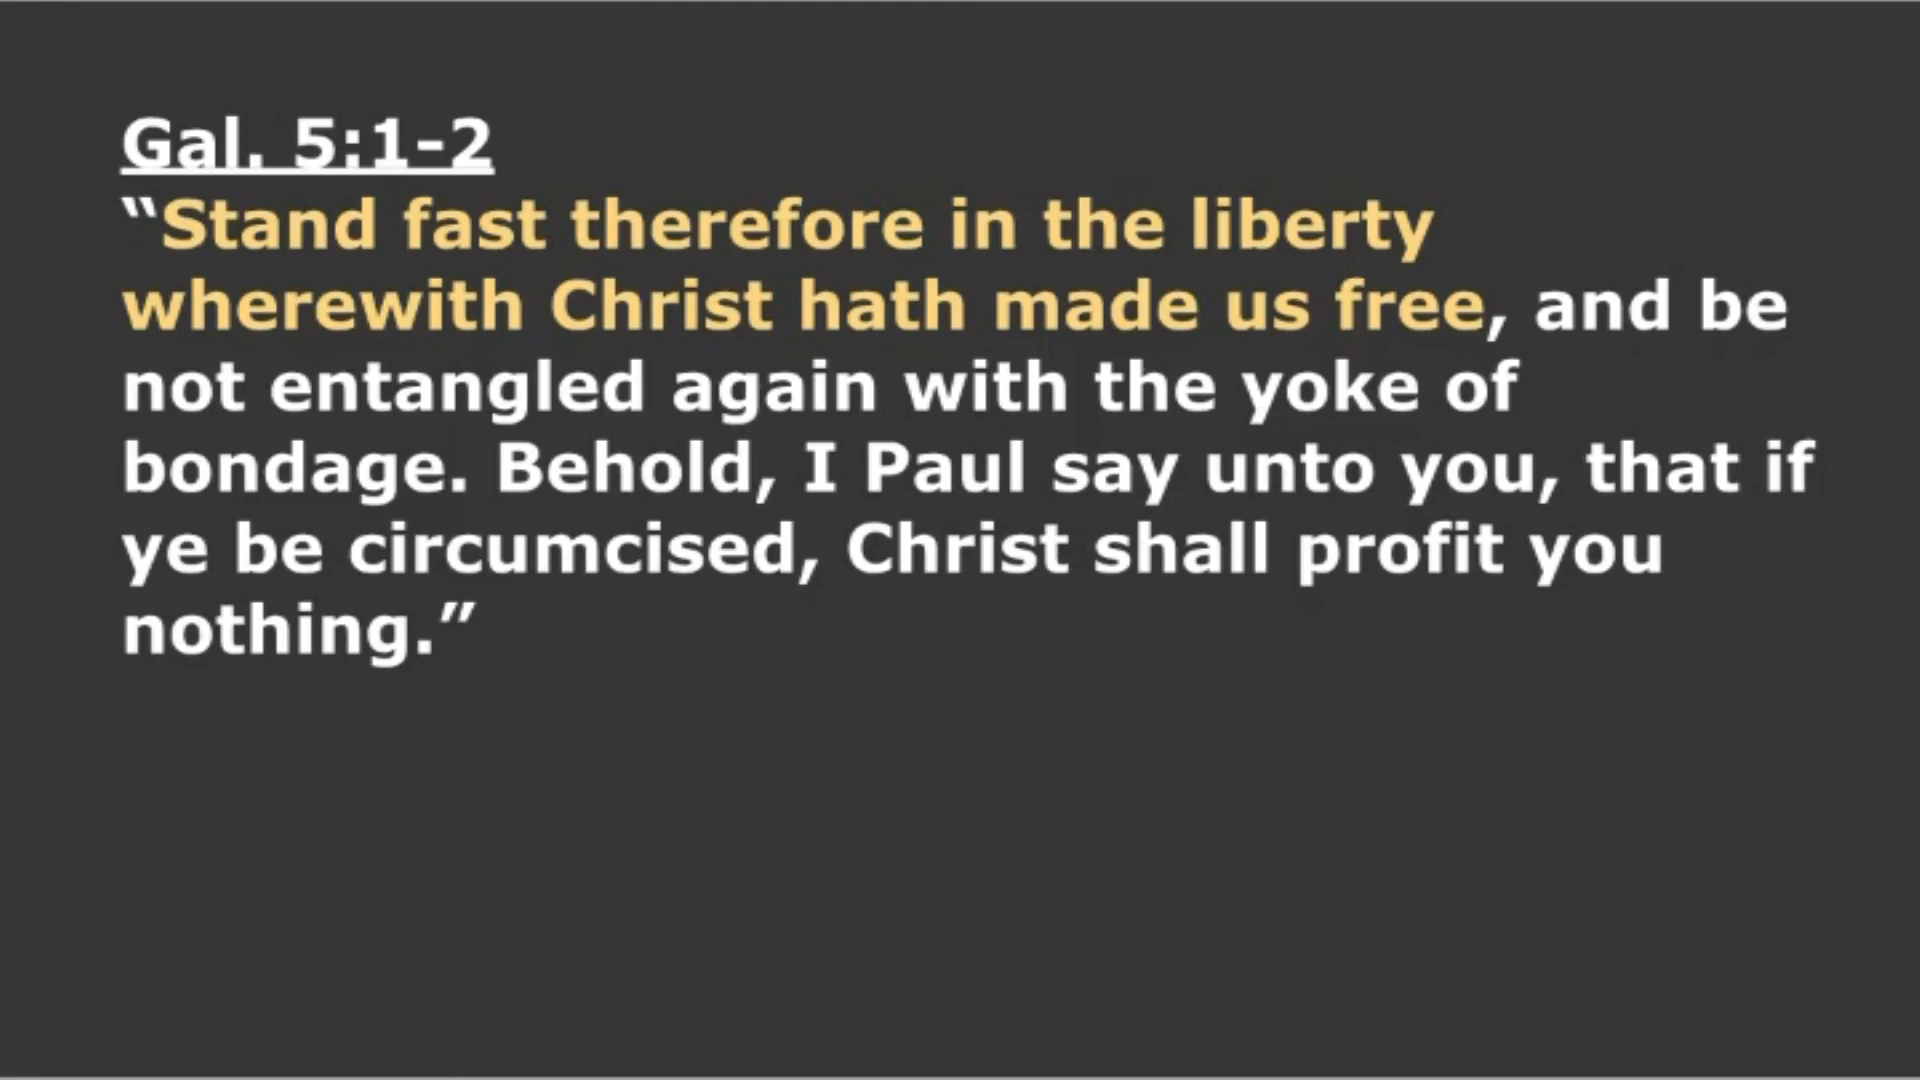 Gal. 5:1-2
“Stand fast therefore in the liberty
wherewith Christ hath made us free, and be
not entangled again with the yoke of
bondage. Behold, I Paul say unto you, that if
ye be circumcised, Christ shall profit you
nothing.”